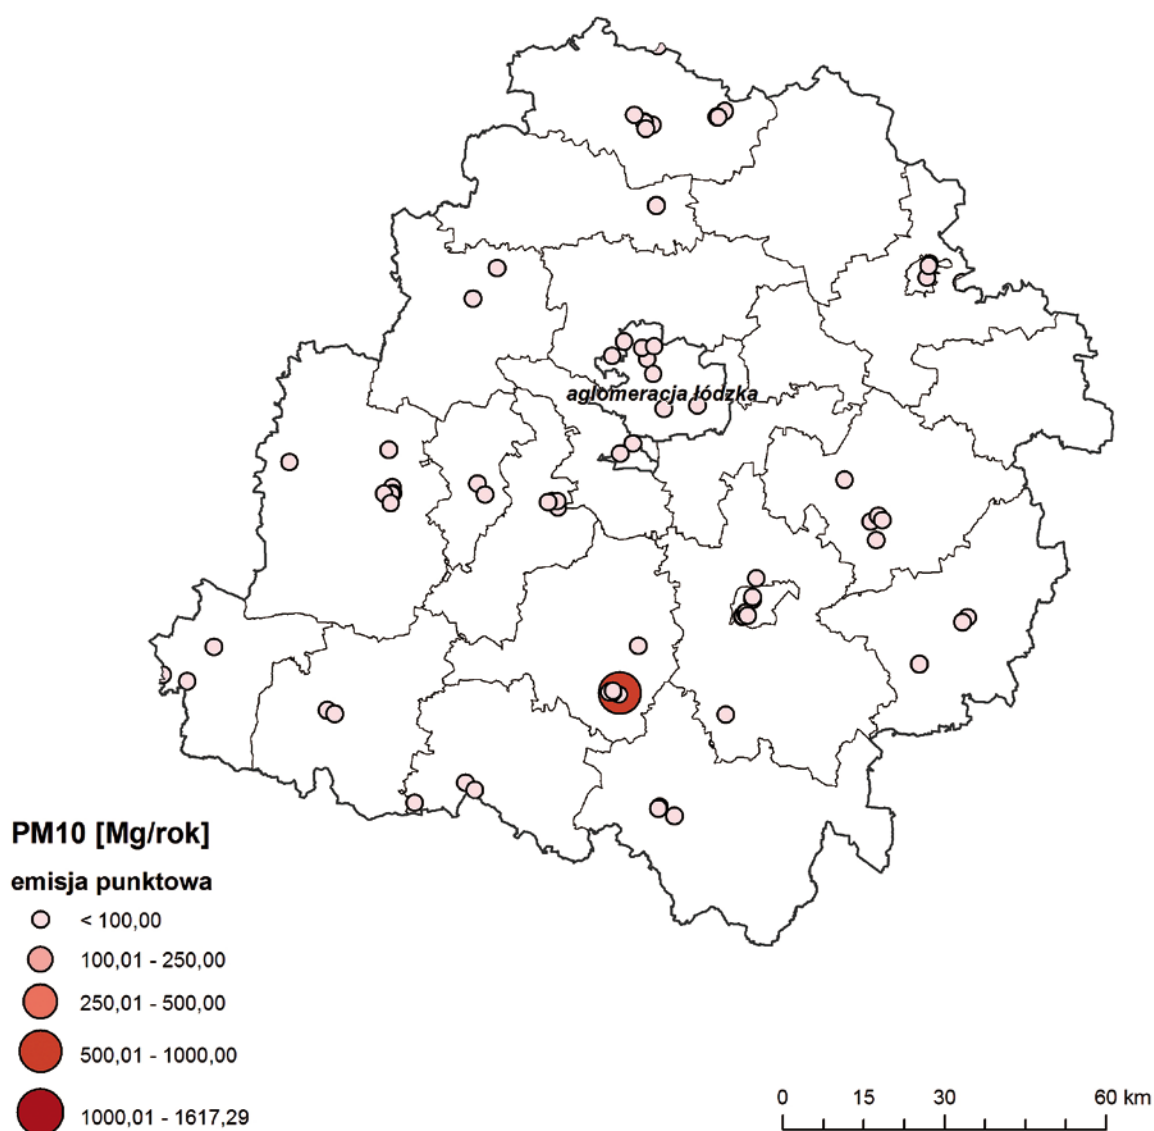 aglomeracja łódzka
PM10 [Mg/rok]
emisja punktowa
< 100,00
100,01 - 250,00
250,01 - 500,00
500,01 - 1000,00
1000,01 - 1617,29
0 15 30 60 km